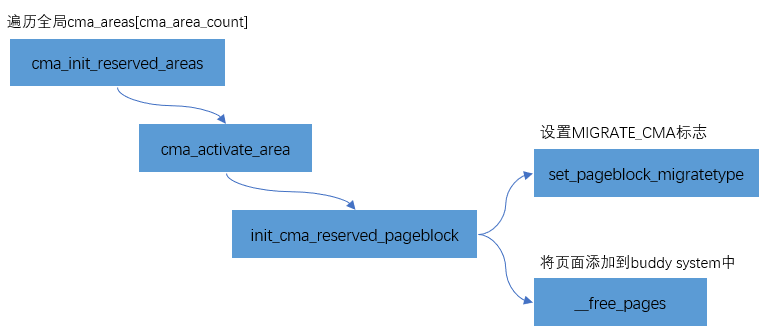 遍历全局cma_areas[cma_area_count]
cma_init_reserved_areas
cma_activate_area
init_cma_reserved_pageblock
设置MIGRATE_CMA标志
set_pageblock_migratetype
将页面添加到buddy system中
__free_pages